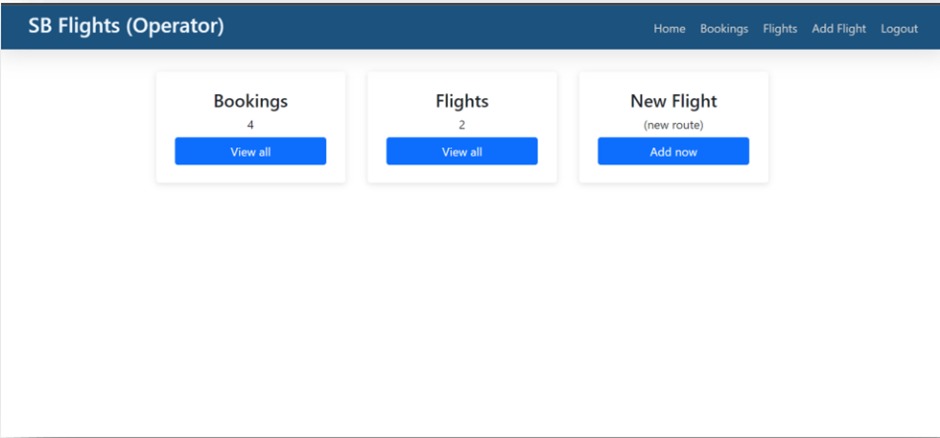 SB Flights (Operator)
Home Bookings Flights Add Flight Logout
Bookings
4
View all
Flights
2
View all
New Flight
(new route)
Add now